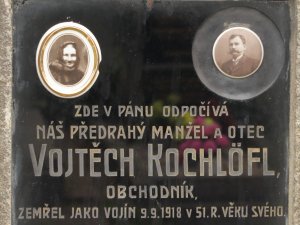 ZDE V PÁNU ODPOČÍVÁ
NÁŠ PŘEDRAHÝ MANŽEL A OTEC
VOJTĚCH KOCHLÖFL,
OBCHODNÍK,
ZEMŘEL JAKO VOJÍN 9.9.1918 V 51.R.VĚKU SVÉHO.